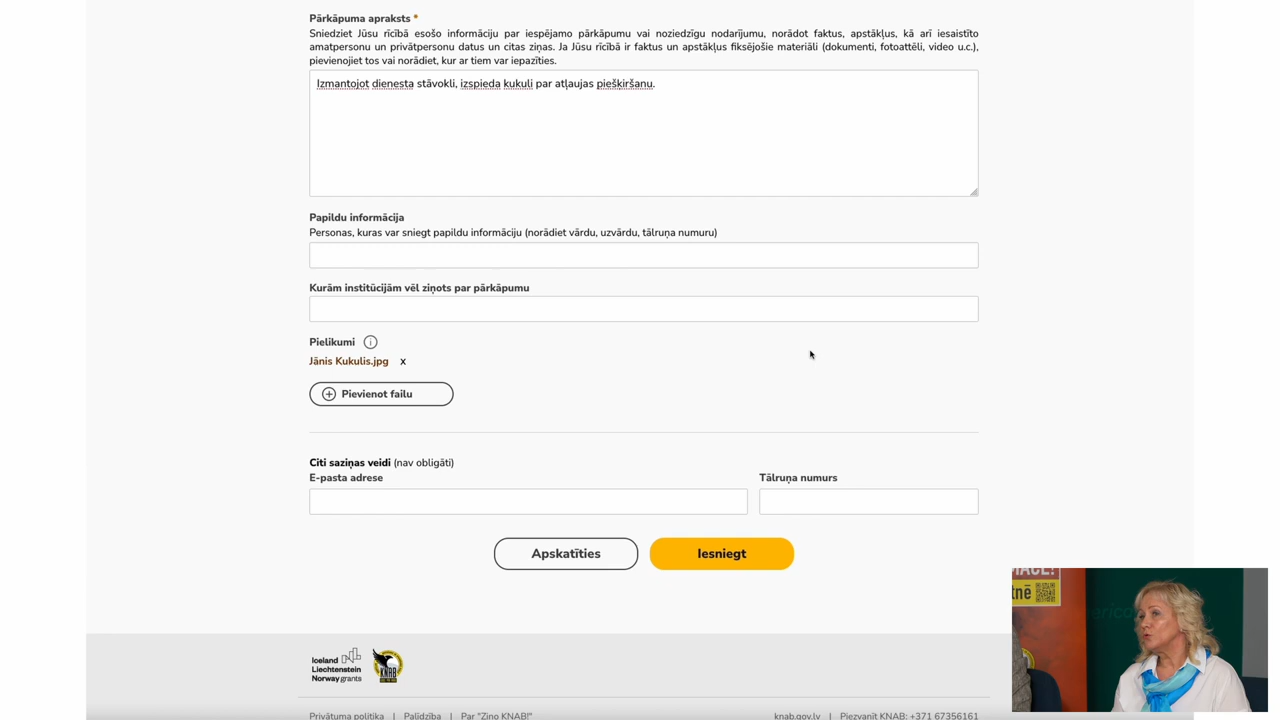 Pārkāpuma apraksts *
Sniedziet Jūsu rīcībā esošo informāciju par iespējamo pārkāpumu vai noziedzīgu nodarījumu, norādot faktus, apstākļus, kā arī iesaistīto
amatpersonu un privātpersonu datus un citas ziņas. Ja Jūsu rīcībā ir faktus un apstākļus fiksējošie materiāli (dokumenti, fotoattēli, video u.c.),
pievienojiet tos vai norādiet, kur ar tiem var iepazīties.
Izmantojot dienesta stāvokli, izspieda kukuli par atļaujas piešķiršanu.
Papildu informācija
Personas, kuras var sniegt papildu informāciju (norādiet vārdu, uzvārdu, tālruņa numuru)
Kurām institūcijām vēl ziņots par pārkāpumu
Pielikumi i
Jānis Kukulis.jpg x
Pievienot failu
Citi saziņas veidi (nav obligāti)
E-pasta adrese Tālruņa numurs
Apskatīties Iesniegt
tnē
Iceland
Liechtenstein
Norway grants
KNAB
Privātuma politika | Palīdzība | Par "Ziņo KNAB!" knab.gov.lv | Piezvanīt KNAB: +371 67356161